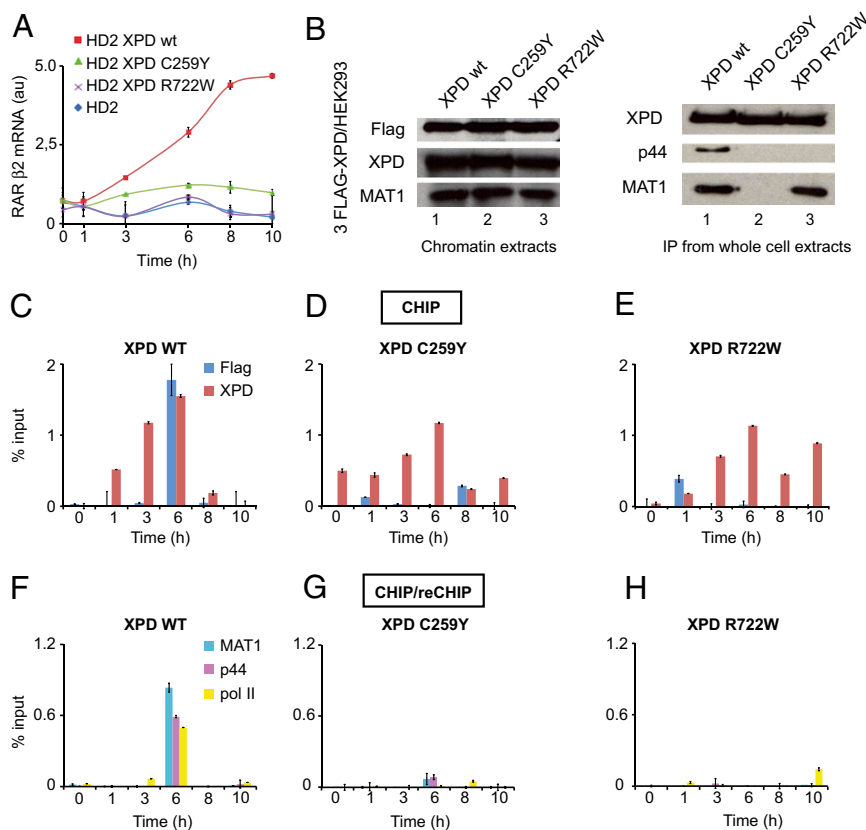 A
HD2 XPD wt
HD2 XPD C259Y
HD2 XPD R722W
HD2
RAR β2 mRNA (au)
5.0
2.5
0
0 1 3 6 8 10
Time (h)
B
3 FLAG-XPD/HEK293
XPD wt
XPD C259Y
XPD R722W
Flag
XPD
MAT1
1 2 3
Chromatin extracts
XPD wt
XPD C259Y
XPD R722W
XPD
p44
MAT1
1 2 3
IP from whole cell extracts
CHIP
C
XPD WT
Flag
XPD
% input
2
1
0
0 1 3 6 8 10
Time (h)
D
XPD C259Y
2
1
0
0 1 3 6 8 10
Time (h)
E
XPD R722W
2
1
0
0 1 3 6 8 10
Time (h)
CHIP/reCHIP
F
XPD WT
MAT1
p44
pol II
% input
1.2
0.6
0
0 1 3 6 8 10
Time (h)
G
XPD C259Y
1.2
0.6
0
0 1 3 6 8 10
Time (h)
H
XPD R722W
1.2
0.6
0
0 1 3 6 8 10
Time (h)